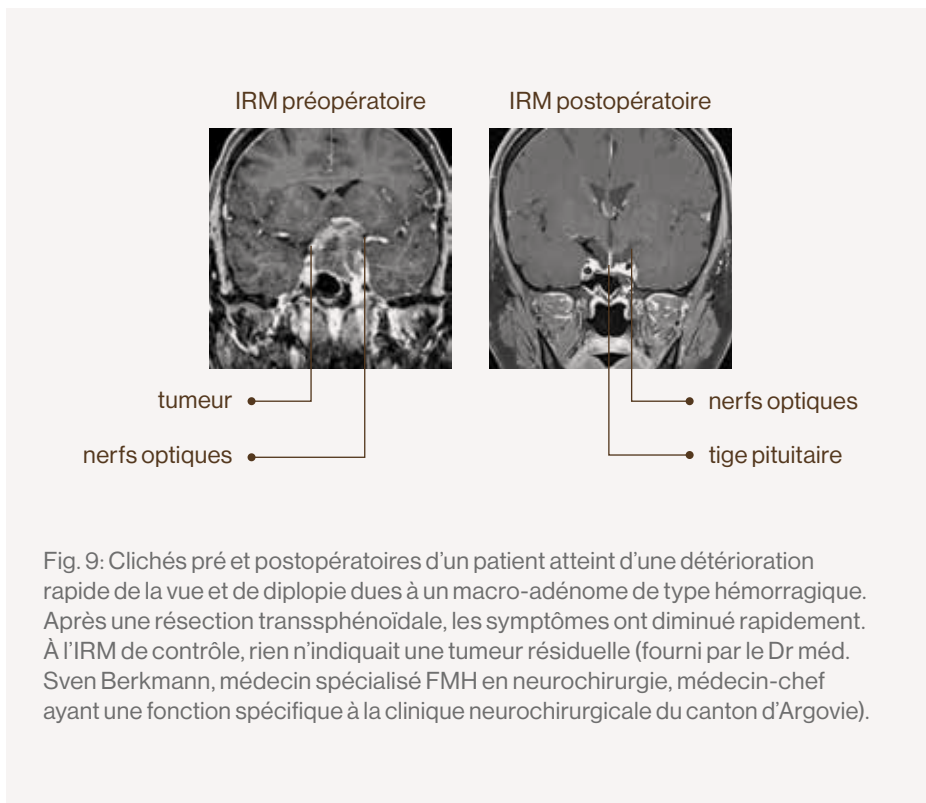 IRM préopératoire
IRM postopératoire
tumeur
nerfs optiques
nerfs optiques
tige pituitaire
Fig. 9: Clichés pré et postopératoires d’un patient atteint d’une détérioration
rapide de la vue et de diplopie dues à un macro-adénome de type hémorragique.
Après une résection transsphénoïdale, les symptômes ont diminué rapidement.
À l’IRM de contrôle, rien n’indiquait une tumeur résiduelle (fourni par le Dr méd.
Sven Berkmann, médecin spécialisé FMH en neurochirurgie, médecin-chef
ayant une fonction spécifique à la clinique neurochirurgicale du canton d’Argovie).